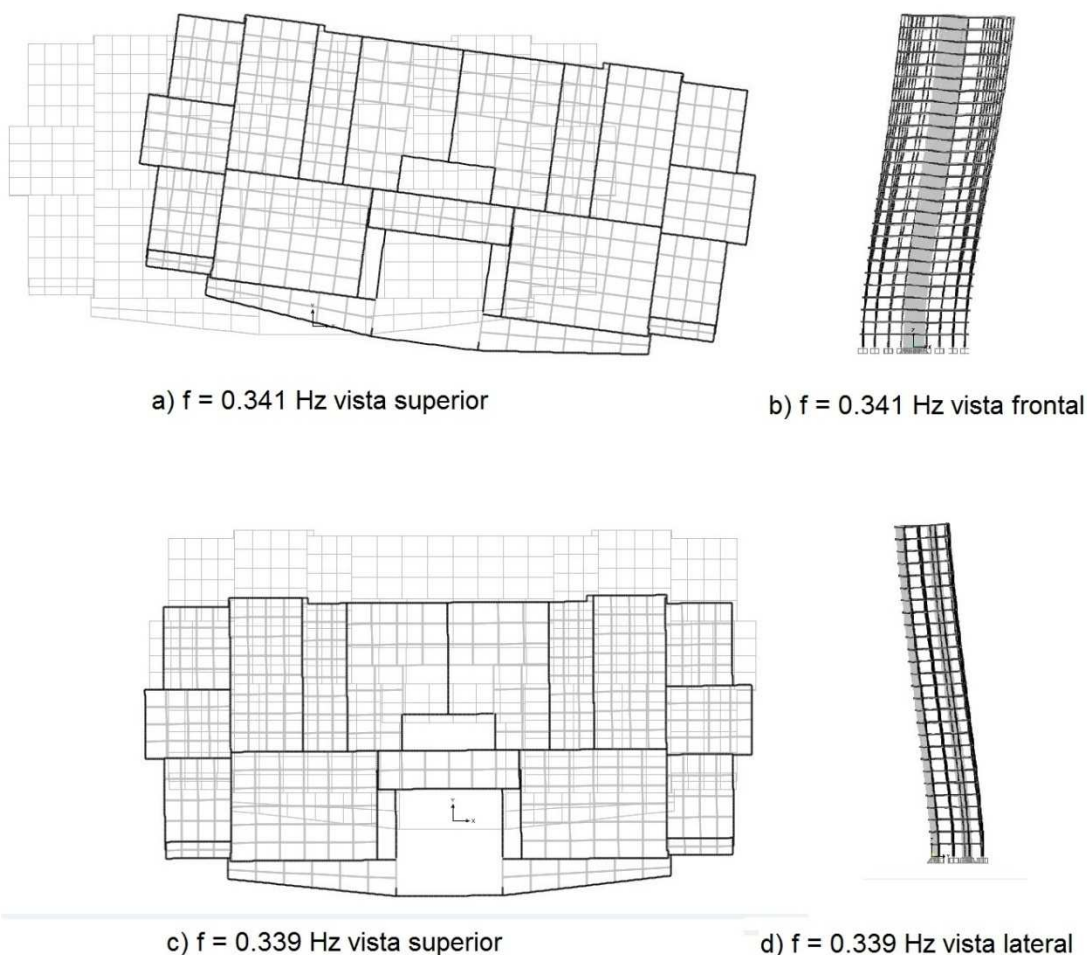 a) f = 0.341 Hz vista superior
b) f = 0.341 Hz vista frontal
c) f = 0.339 Hz vista superior
d) f = 0.339 Hz vista lateral